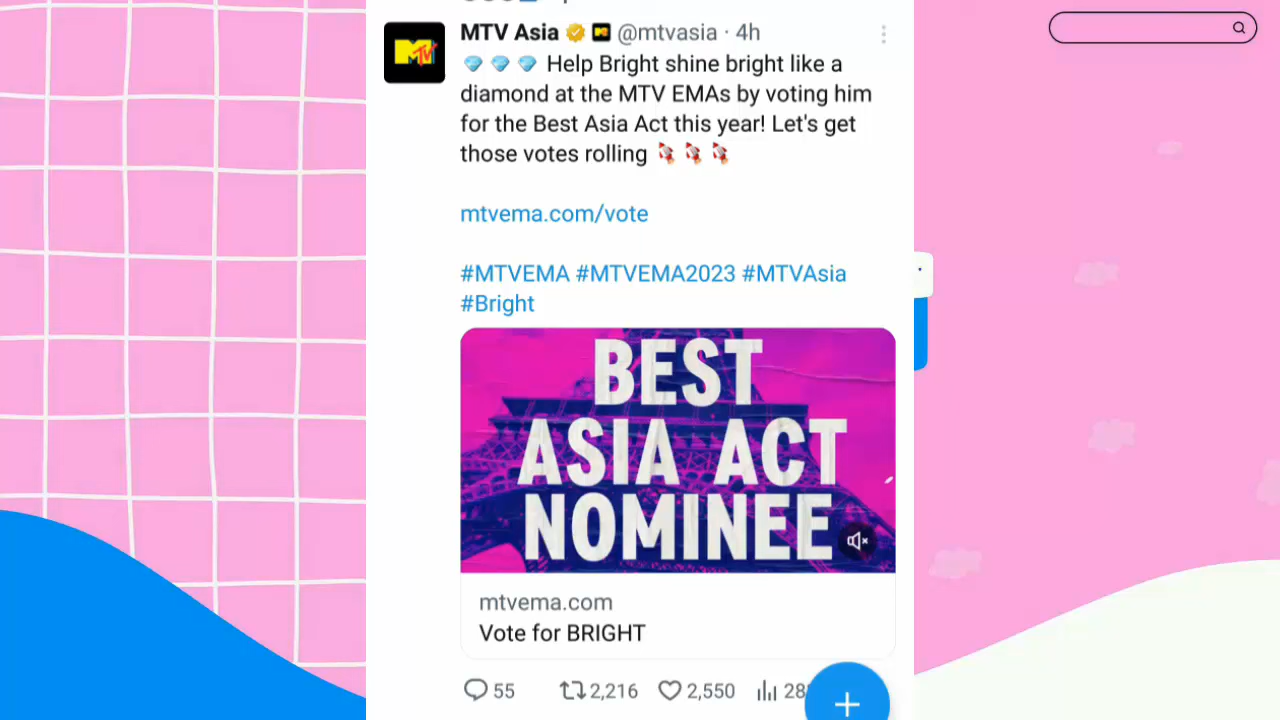 MTV Asia @mtvasia · 4h
💎 💎 💎 Help Bright shine bright like a
diamond at the MTV EMAs by voting him
for the Best Asia Act this year! Let's get
those votes rolling 🚀 🚀 🚀
mtvema.com/vote
#MTVEMA #MTVEMA2023 #MTVAsia
#Bright
BEST
ASIA ACT
NOMINEE
mtvema.com
Vote for BRIGHT
55 2,216 2,550